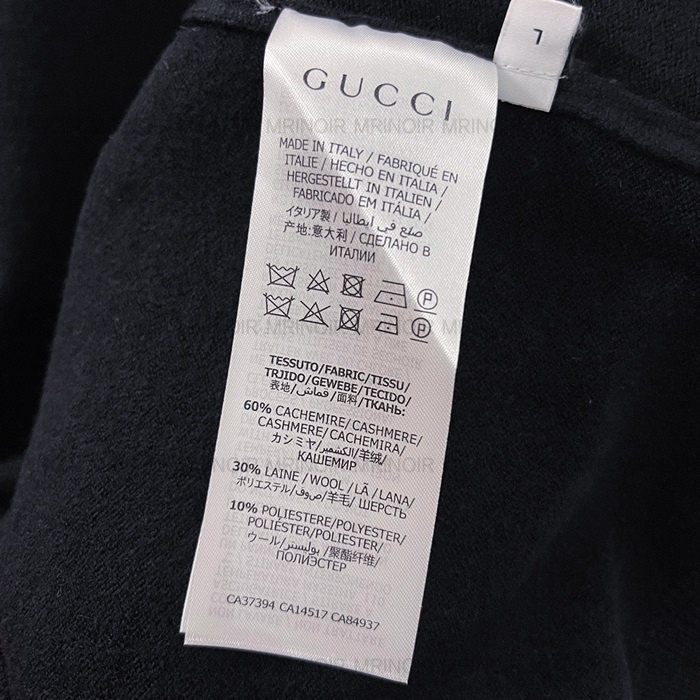 L
GUCCI
MRINOIR MRINOIR MRINOIR
MADE IN ITALY / FABRIQUÉ EN
ITALIE / HECHO EN ITALIA /
HERGESTELLT IN ITALIEN /
FABRICADO EM ITÁLIA /
イタリア製 / صنع في ايطاليا /
产地:意大利 / СДЕЛАНО В
ИТАЛИИ
P
P
TESSUTO/FABRIC/TISSU/
TRJIDO/GEWEBE/TECIDO/
表地/قماش/面料/ТКАНЬ:
60% CACHEMIRE/CASHMERE/
CASHMERE/CACHEMIRA/
カシミヤ/الكشمير/羊绒/
КАШЕМИР
30% LAINE / WOOL / LÃ / LANA/
ポリエステル/صوف/羊毛/ ШЕРСТЬ
10% POLIESTERE/POLYESTER/
POLIÉSTER/POLIESTER/
ウール/بوليستر /聚酯纤维/
ПОЛИЭСТЕР
CA37394 CA14517 CA84937